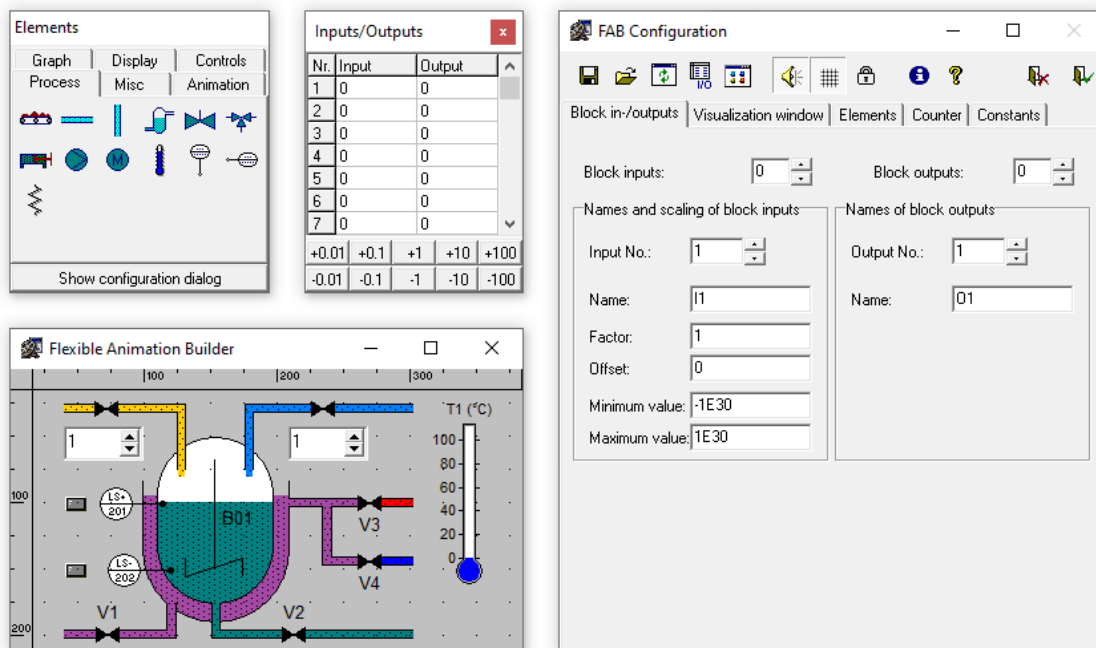 Elements
Graph Display Controls
Process Misc Animation
M
Show configuration dialog
Inputs/Outputs x
Nr. Input Output
1 0 0
2 0 0
3 0 0
4 0 0
5 0 0
6 0 0
7 0 0
+0.01 +0.1 +1 +10 +100
-0.01 -0.1 -1 -10 -100
FAB Configuration
I/O
Block in-/outputs Visualization window Elements Counter Constants
Block inputs: 0 Block outputs: 0
Names and scaling of block inputs Names of block outputs
Input No.: 1 Output No.: 1
Name: I1 Name: O1
Factor: 1
Offset: 0
Minimum value: -1E30
Maximum value: 1E30
Flexible Animation Builder
100 200 300
T1 (°C)
1 1
100
80
60
40
20
0
100
LS+
201
B01
V3
LS-
202
V4
V1 V2
200